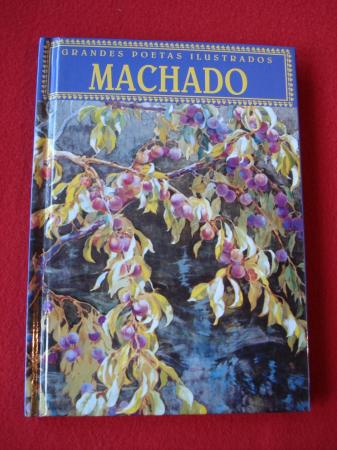 GRANDES POETAS ILUSTRADOS
MACHADO